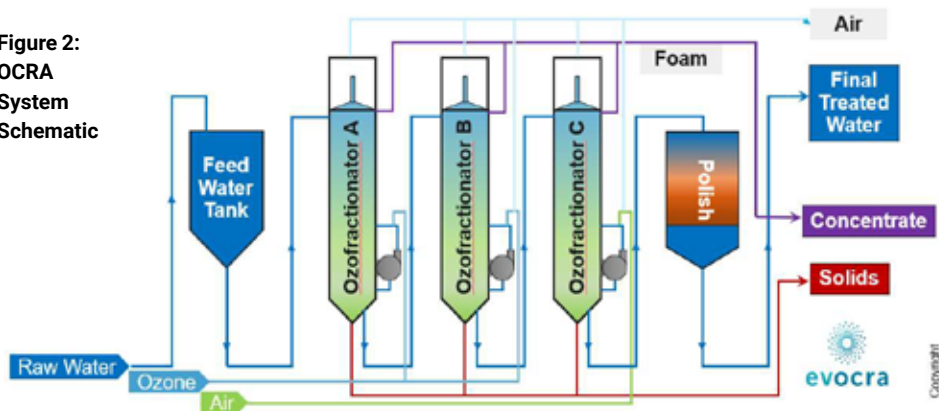 Figure 2:
OCRA
System
Schematic
Air
Foam
Final
Treated
Water
Feed
Water
Tank
Ozofractionator A
Ozofractionator B
Ozofractionator C
Polish
Concentrate
Solids
Raw Water
Ozone
Air
evocra
Copyright